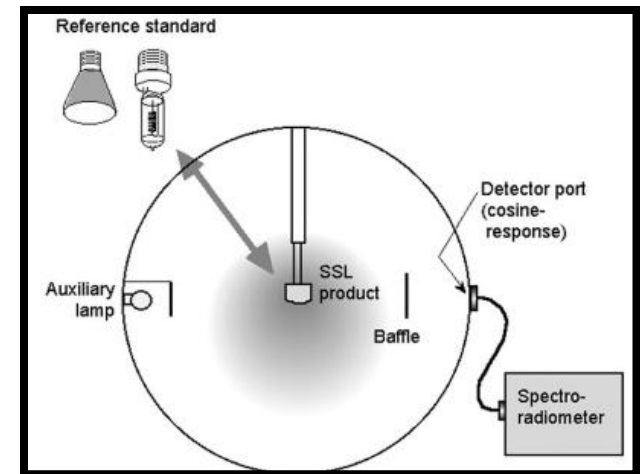 Reference standard
Detector port
(cosine-
response)
SSL
product
Auxiliary
lamp
Baffle
Spectro-
radiometer